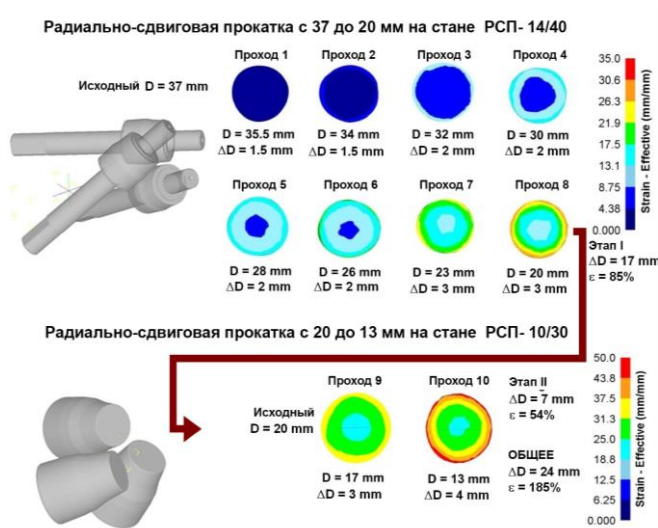 Радиально-сдвиговая прокатка с 37 до 20 мм на стане РСП- 14/40
Исходный D = 37 mm
Проход 1
D = 35.5 mm
ΔD = 1.5 mm
Проход 2
D = 34 mm
ΔD = 1.5 mm
Проход 3
D = 32 mm
ΔD = 2 mm
Проход 4
D = 30 mm
ΔD = 2 mm
Проход 5
D = 28 mm
ΔD = 2 mm
Проход 6
D = 26 mm
ΔD = 2 mm
Проход 7
D = 23 mm
ΔD = 3 mm
Проход 8
D = 20 mm
ΔD = 3 mm
35.0
30.6
26.3
21.9
17.5
13.1
8.75
4.38
0.000
Strain - Effective (mm/mm)
Этап I
ΔD = 17 mm
ε = 85%
Радиально-сдвиговая прокатка с 20 до 13 мм на стане РСП- 10/30
Исходный
D = 20 mm
Проход 9
D = 17 mm
ΔD = 3 mm
Проход 10
D = 13 mm
ΔD = 4 mm
Этап II
ΔD = 7 mm
ε = 54%
ОБЩЕЕ
ΔD = 24 mm
ε = 185%
50.0
43.8
37.5
31.3
25.0
18.8
12.5
6.25
0.000
Strain - Effective (mm/mm)